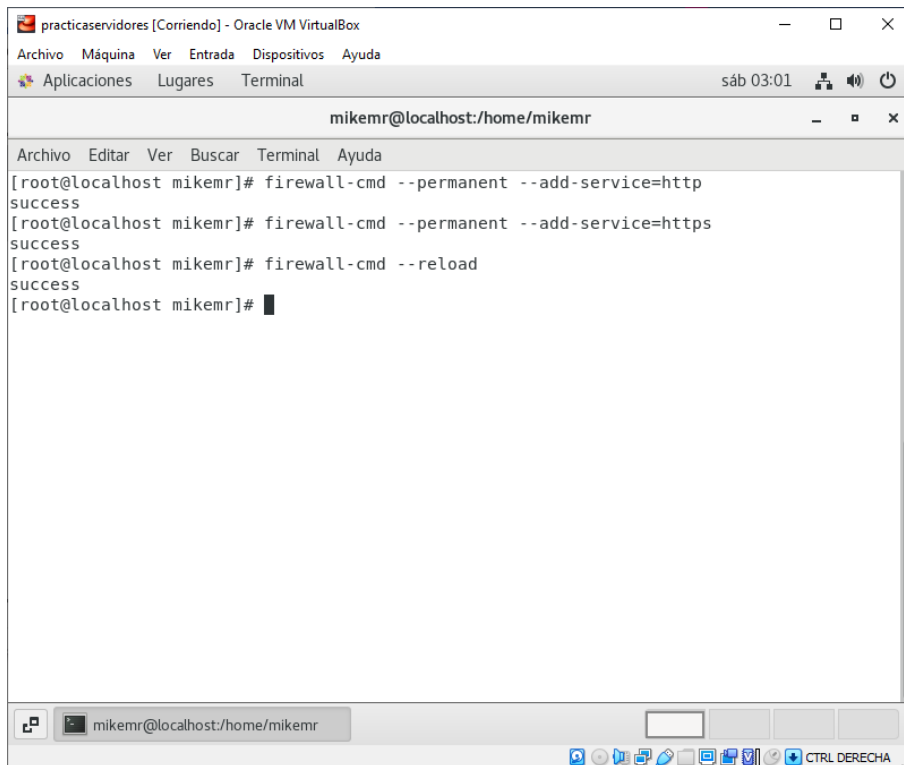 practicaservidores [Corriendo] - Oracle VM VirtualBox
Archivo Máquina Ver Entrada Dispositivos Ayuda
Aplicaciones Lugares Terminal sáb 03:01
mikemr@localhost:/home/mikemr
Archivo Editar Ver Buscar Terminal Ayuda
[root@localhost mikemr]# firewall-cmd --permanent --add-service=http
success
[root@localhost mikemr]# firewall-cmd --permanent --add-service=https
success
[root@localhost mikemr]# firewall-cmd --reload
success
[root@localhost mikemr]#
mikemr@localhost:/home/mikemr
CTRL DERECHA